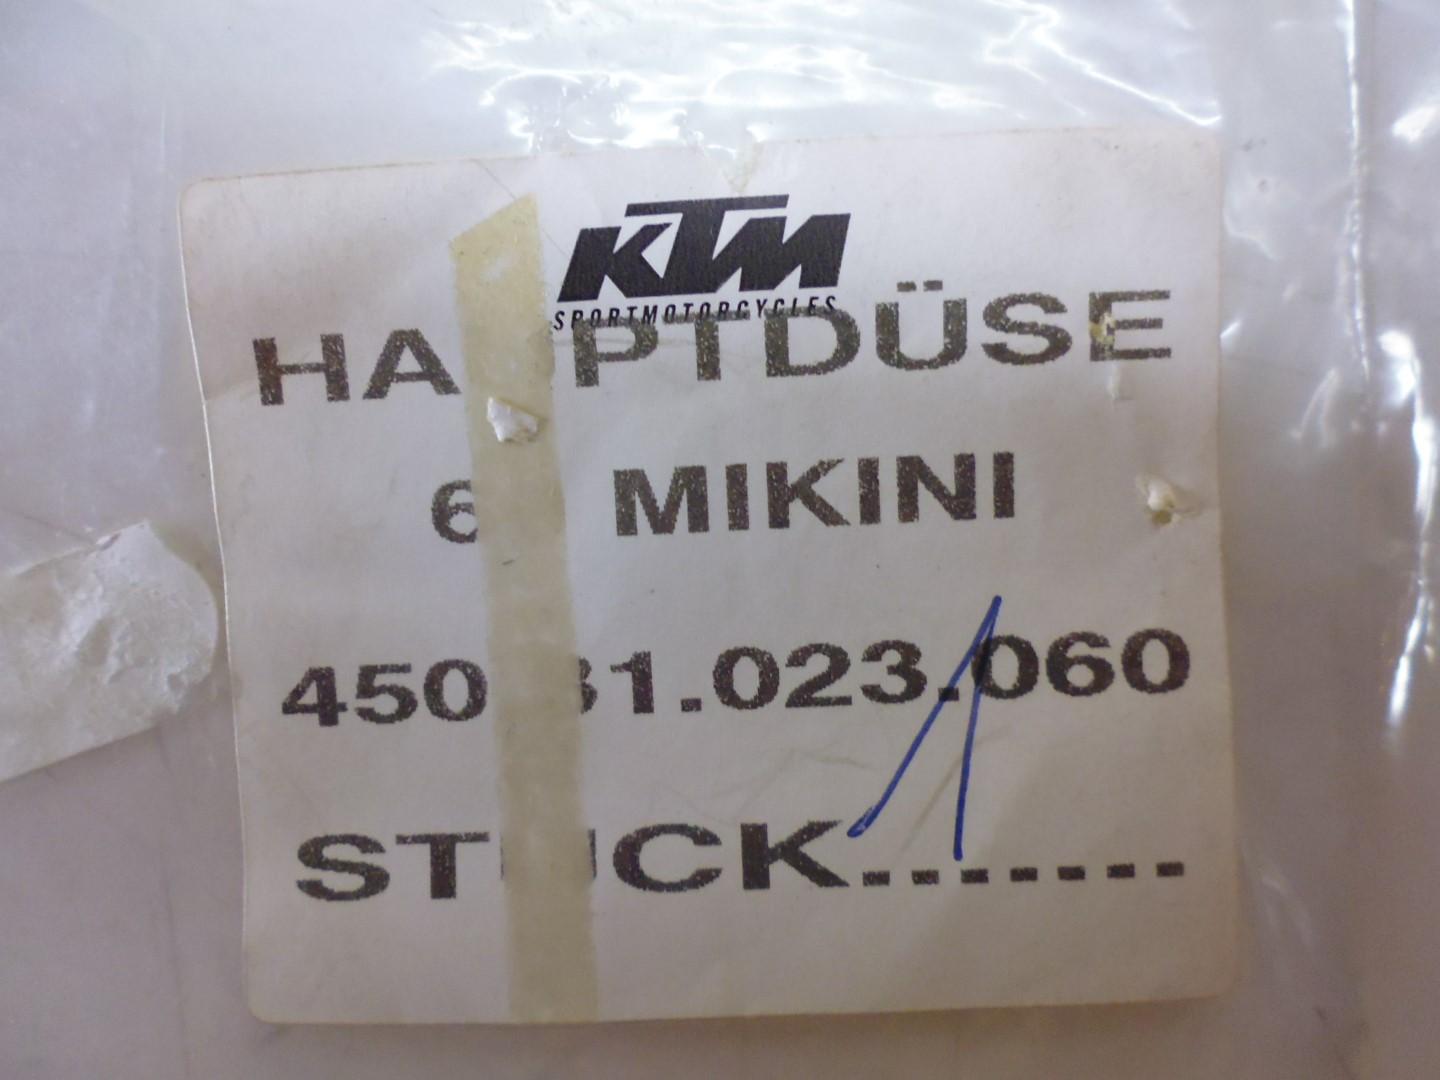 KTM
SPORTMOTORCYCLES
HA PTDÜSE
6 MIKINI
450 31.023.060
ST CK.......
1